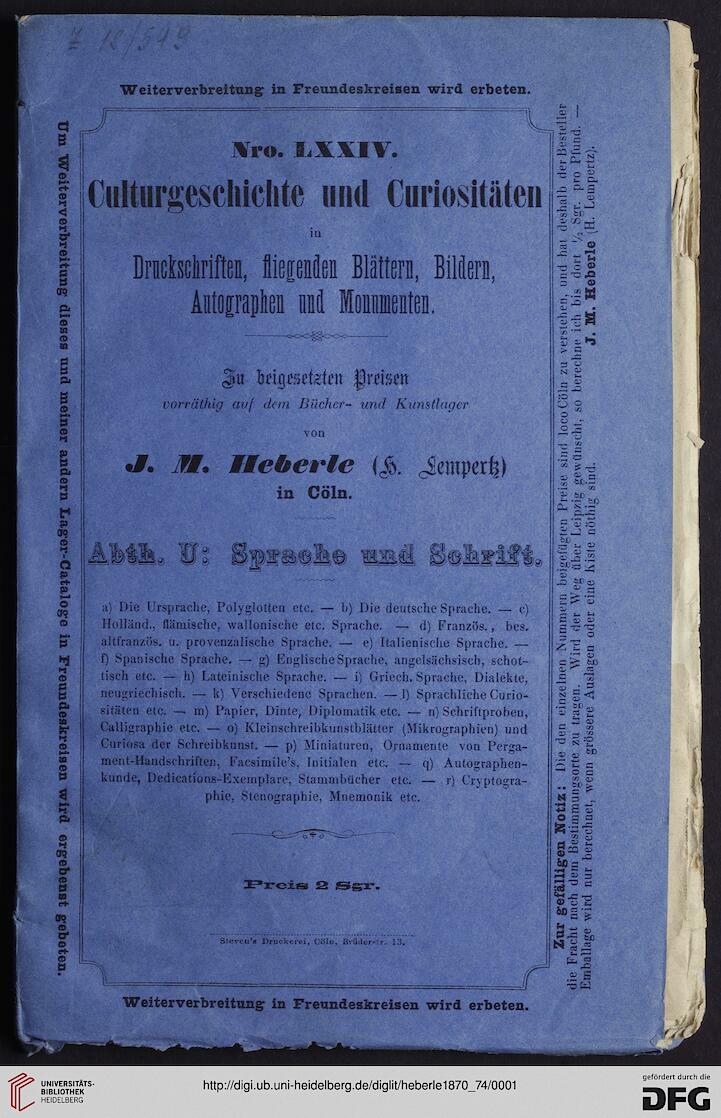 Z 18/549
Weiterverbreitung in Freundeskreisen wird erbeten.
Um Weiterverbreitung dieses und meiner andern Lager-Cataloge in Freundeskreisen wird ergebenst gebeten.
Nro. LXXIV.
Culturgeschichte und Curiositäten
in
Druckschriften, fliegenden Blättern, Bildern,
Autographen und Monumenten.
Zu beigesetzten Preisen
vorräthig auf dem Bücher- und Kunstlager
von
J. M. Heberle (H. Lempertz)
in Cöln.
Abth. U: Sprache und Schrift.
a) Die Ursprache, Polyglotten etc. — b) Die deutsche Sprache. — c)
Holländ., flämische, wallonische etc. Sprache. — d) Französ., bes.
altfranzös. u. provenzalische Sprache. — e) Italienische Sprache. —
f) Spanische Sprache. — g) Englische Sprache, angelsächsisch, schot-
tisch etc. — h) Lateinische Sprache. — i) Griech. Sprache, Dialekte,
neugriechisch. — k) Verschiedene Sprachen. — l) Sprachliche Curio-
sitäten etc. — m) Papier, Dinte, Diplomatik etc. — n) Schriftproben,
Calligraphie etc. — o) Kleinschreibkunstblätter (Mikrographien) und
Curiosa der Schreibkunst. — p) Miniaturen, Ornamente von Perga-
ment-Handschriften, Facsimile's, Initialen etc. — q) Autographen-
kunde, Dedications-Exemplare, Stammbücher etc. — r) Cryptogra-
phie, Stenographie, Mnemonik etc.
Preis 2 Sgr.
Steven's Druckerei, Cöln, Brüderstr. 13.
Zur gefälligen Notiz: Die den einzelnen Nummern beigefügten Preise sind loco Cöln zu verstehen, und hat deshalb der Besteller
die Fracht nach dem Bestimmungsorte zu tragen. Wird der Weg über Leipzig gewünscht, so berechne ich bis dort ½ Sgr. pro Pfund. —
Emballage wird nur berechnet, wenn grössere Auslagen oder eine Kiste nöthig sind.
J. M. Heberle (H. Lempertz).
Weiterverbreitung in Freundeskreisen wird erbeten.
UNIVERSITÄTS-
BIBLIOTHEK
HEIDELBERG
http://digi.ub.uni-heidelberg.de/diglit/heberle1870_74/0001
gefördert durch die
DFG